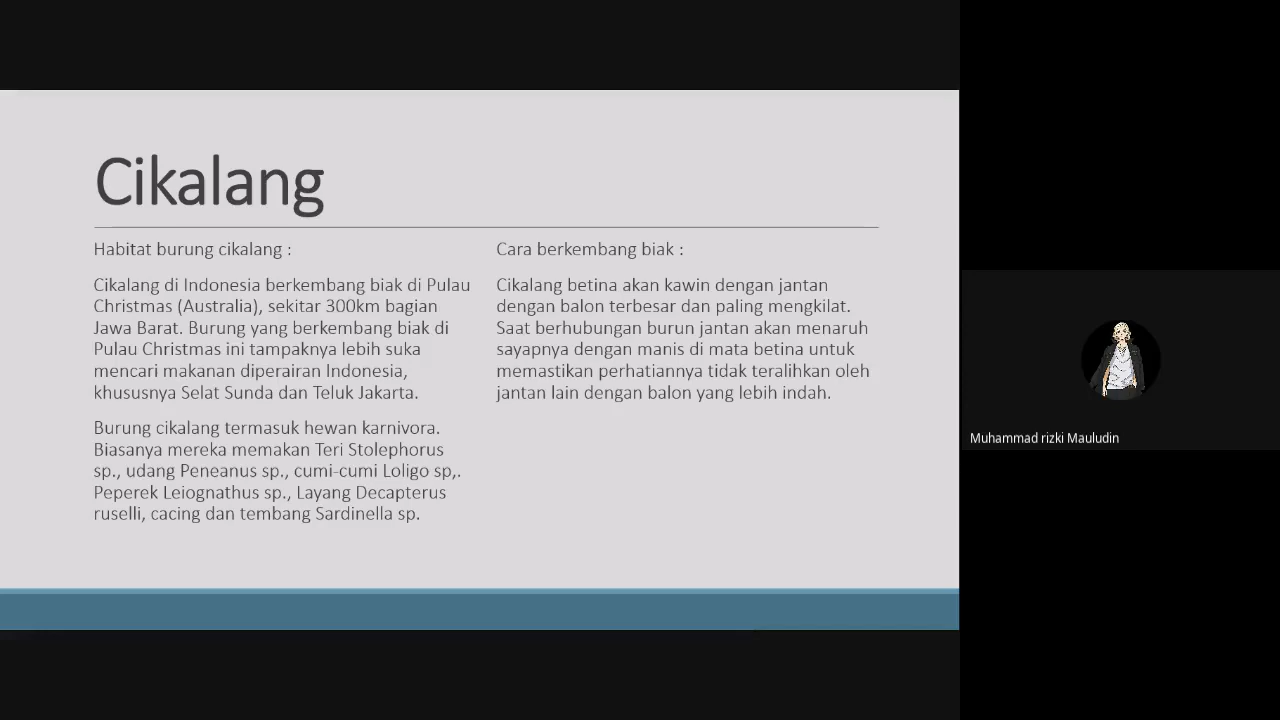 Cikalang
Habitat burung cikalang :
Cikalang di Indonesia berkembang biak di Pulau
Christmas (Australia), sekitar 300km bagian
Jawa Barat. Burung yang berkembang biak di
Pulau Christmas ini tampaknya lebih suka
mencari makanan diperairan Indonesia,
khususnya Selat Sunda dan Teluk Jakarta.
Burung cikalang termasuk hewan karnivora.
Biasanya mereka memakan Teri Stolephorus
sp., udang Peneanus sp., cumi-cumi Loligo sp,.
Peperek Leiognathus sp., Layang Decapterus
ruselli, cacing dan tembang Sardinella sp.
Cara berkembang biak :
Cikalang betina akan kawin dengan jantan
dengan balon terbesar dan paling mengkilat.
Saat berhubungan burun jantan akan menaruh
sayapnya dengan manis di mata betina untuk
memastikan perhatiannya tidak teralihkan oleh
jantan lain dengan balon yang lebih indah.
Muhammad rizki Mauludin